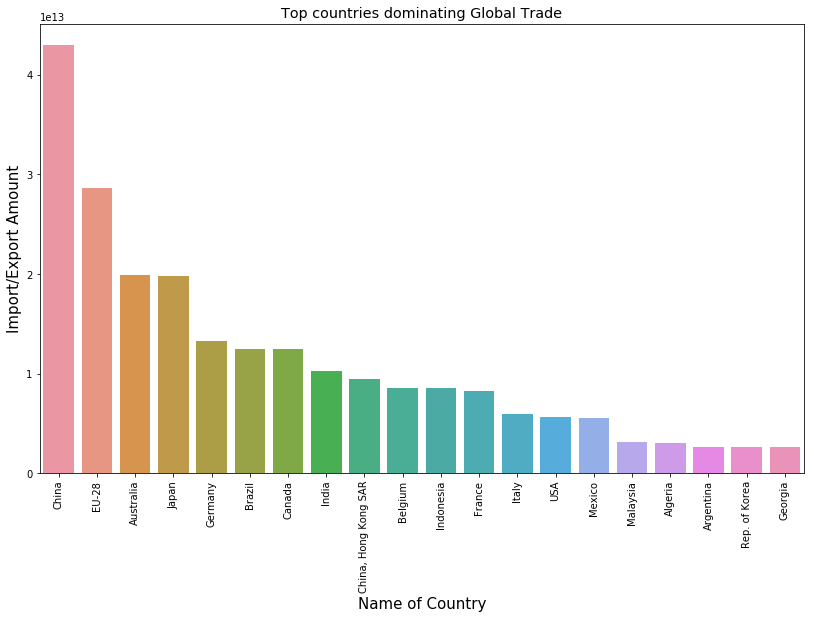 Top countries dominating Global Trade
1e13
4
3
2
1
0
Import/Export Amount
China
EU-28
Australia
Japan
Germany
Brazil
Canada
India
China, Hong Kong SAR
Belgium
Indonesia
France
Italy
USA
Mexico
Malaysia
Algeria
Argentina
Rep. of Korea
Georgia
Name of Country